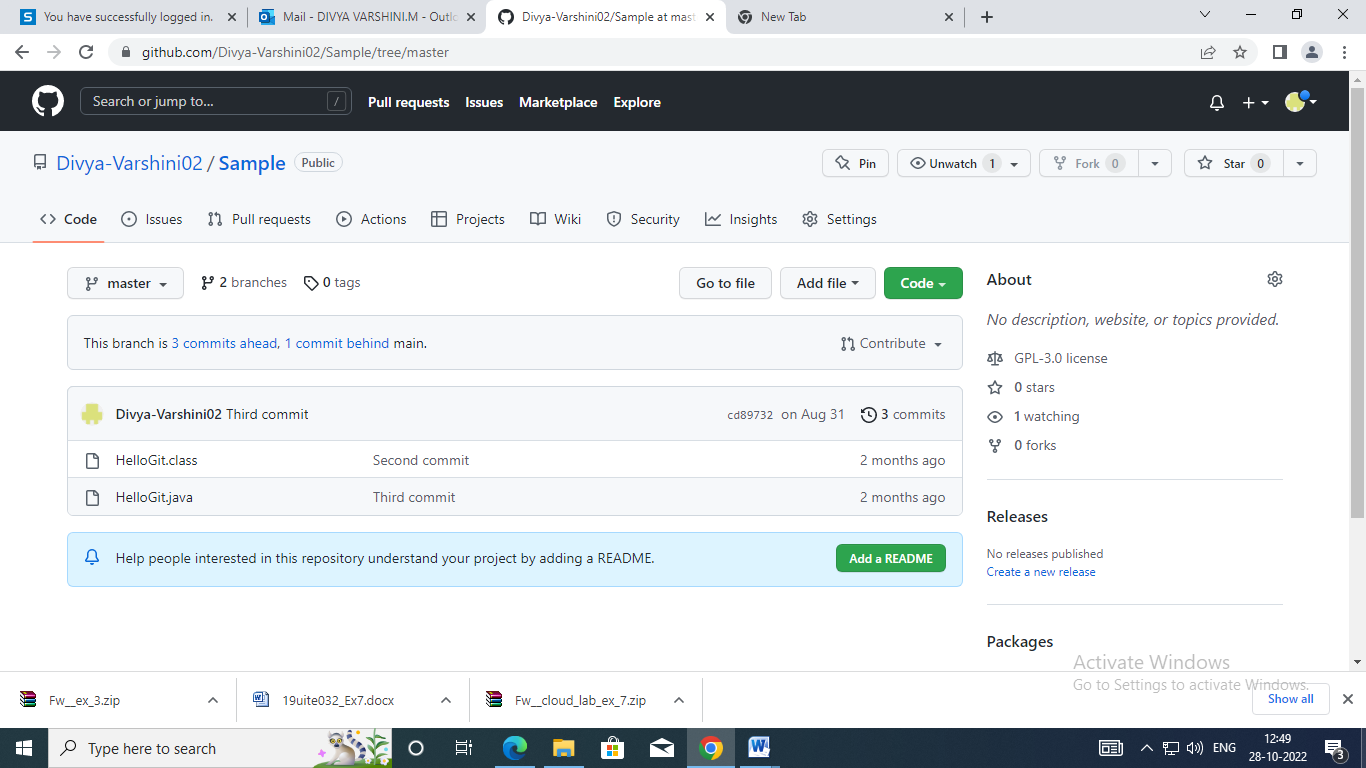 You have successfully logged in.
Mail - DIVYA VARSHINI.M - Outlo
Divya-Varshini02/Sample at mast
New Tab
github.com/Divya-Varshini02/Sample/tree/master
Search or jump to...
/
Pull requests
Issues
Marketplace
Explore
Divya-Varshini02 / Sample
Public
Pin
Unwatch 1
Fork 0
Star 0
Code
Issues
Pull requests
Actions
Projects
Wiki
Security
Insights
Settings
master
2 branches
0 tags
Go to file
Add file
Code
This branch is 3 commits ahead, 1 commit behind main.
Contribute
Divya-Varshini02 Third commit
cd89732 on Aug 31
3 commits
HelloGit.class
Second commit
2 months ago
HelloGit.java
Third commit
2 months ago
Help people interested in this repository understand your project by adding a README.
Add a README
About
No description, website, or topics provided.
GPL-3.0 license
0 stars
1 watching
0 forks
Releases
No releases published
Create a new release
Packages
Activate Windows
Go to Settings to activate Windows.
Fw__ex_3.zip
19uite032_Ex7.docx
Fw__cloud_lab_ex_7.zip
Show all
Type here to search
ENG
12:49
28-10-2022
3